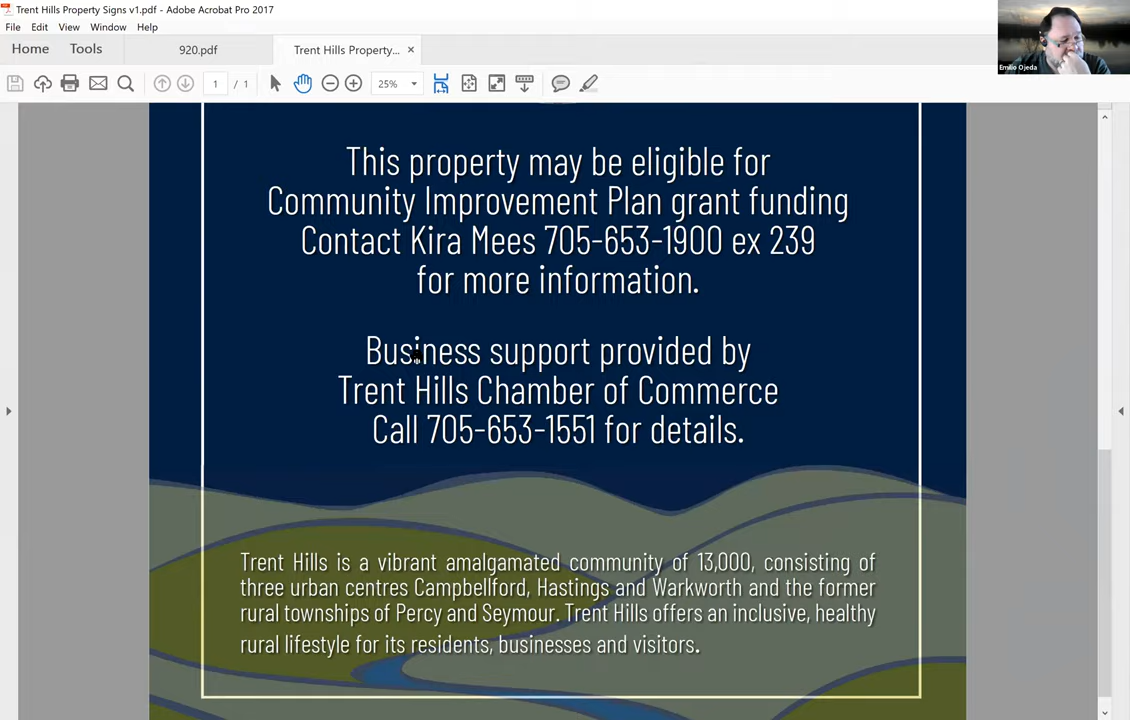 Trent Hills Property Signs v1.pdf - Adobe Acrobat Pro 2017
File Edit View Window Help
Home Tools 920.pdf Trent Hills Property... ×
1 / 1 25%
Emilio Ojeda
This property may be eligible for
Community Improvement Plan grant funding
Contact Kira Mees 705-653-1900 ex 239
for more information.
Business support provided by
Trent Hills Chamber of Commerce
Call 705-653-1551 for details.
Trent Hills is a vibrant amalgamated community of 13,000, consisting of
three urban centres Campbellford, Hastings and Warkworth and the former
rural townships of Percy and Seymour. Trent Hills offers an inclusive, healthy
rural lifestyle for its residents, businesses and visitors.